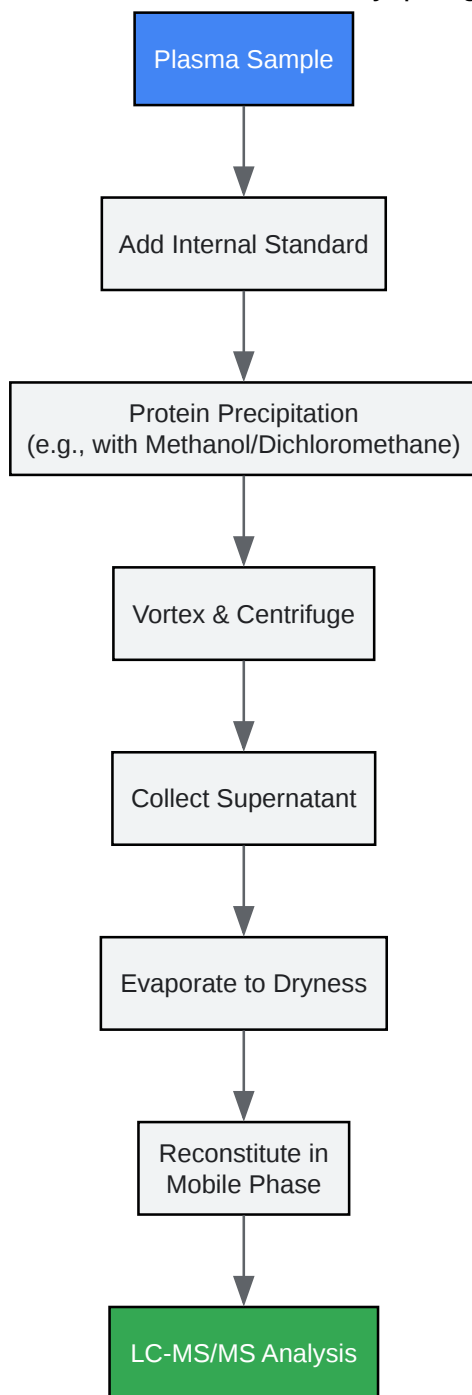 Plasma Sample
Add Internal Standard
Protein Precipitation
(e.g., with Methanol/Dichloromethane)
Vortex & Centrifuge
Collect Supernatant
Evaporate to Dryness
Reconstitute in
Mobile Phase
LC-MS/MS Analysis